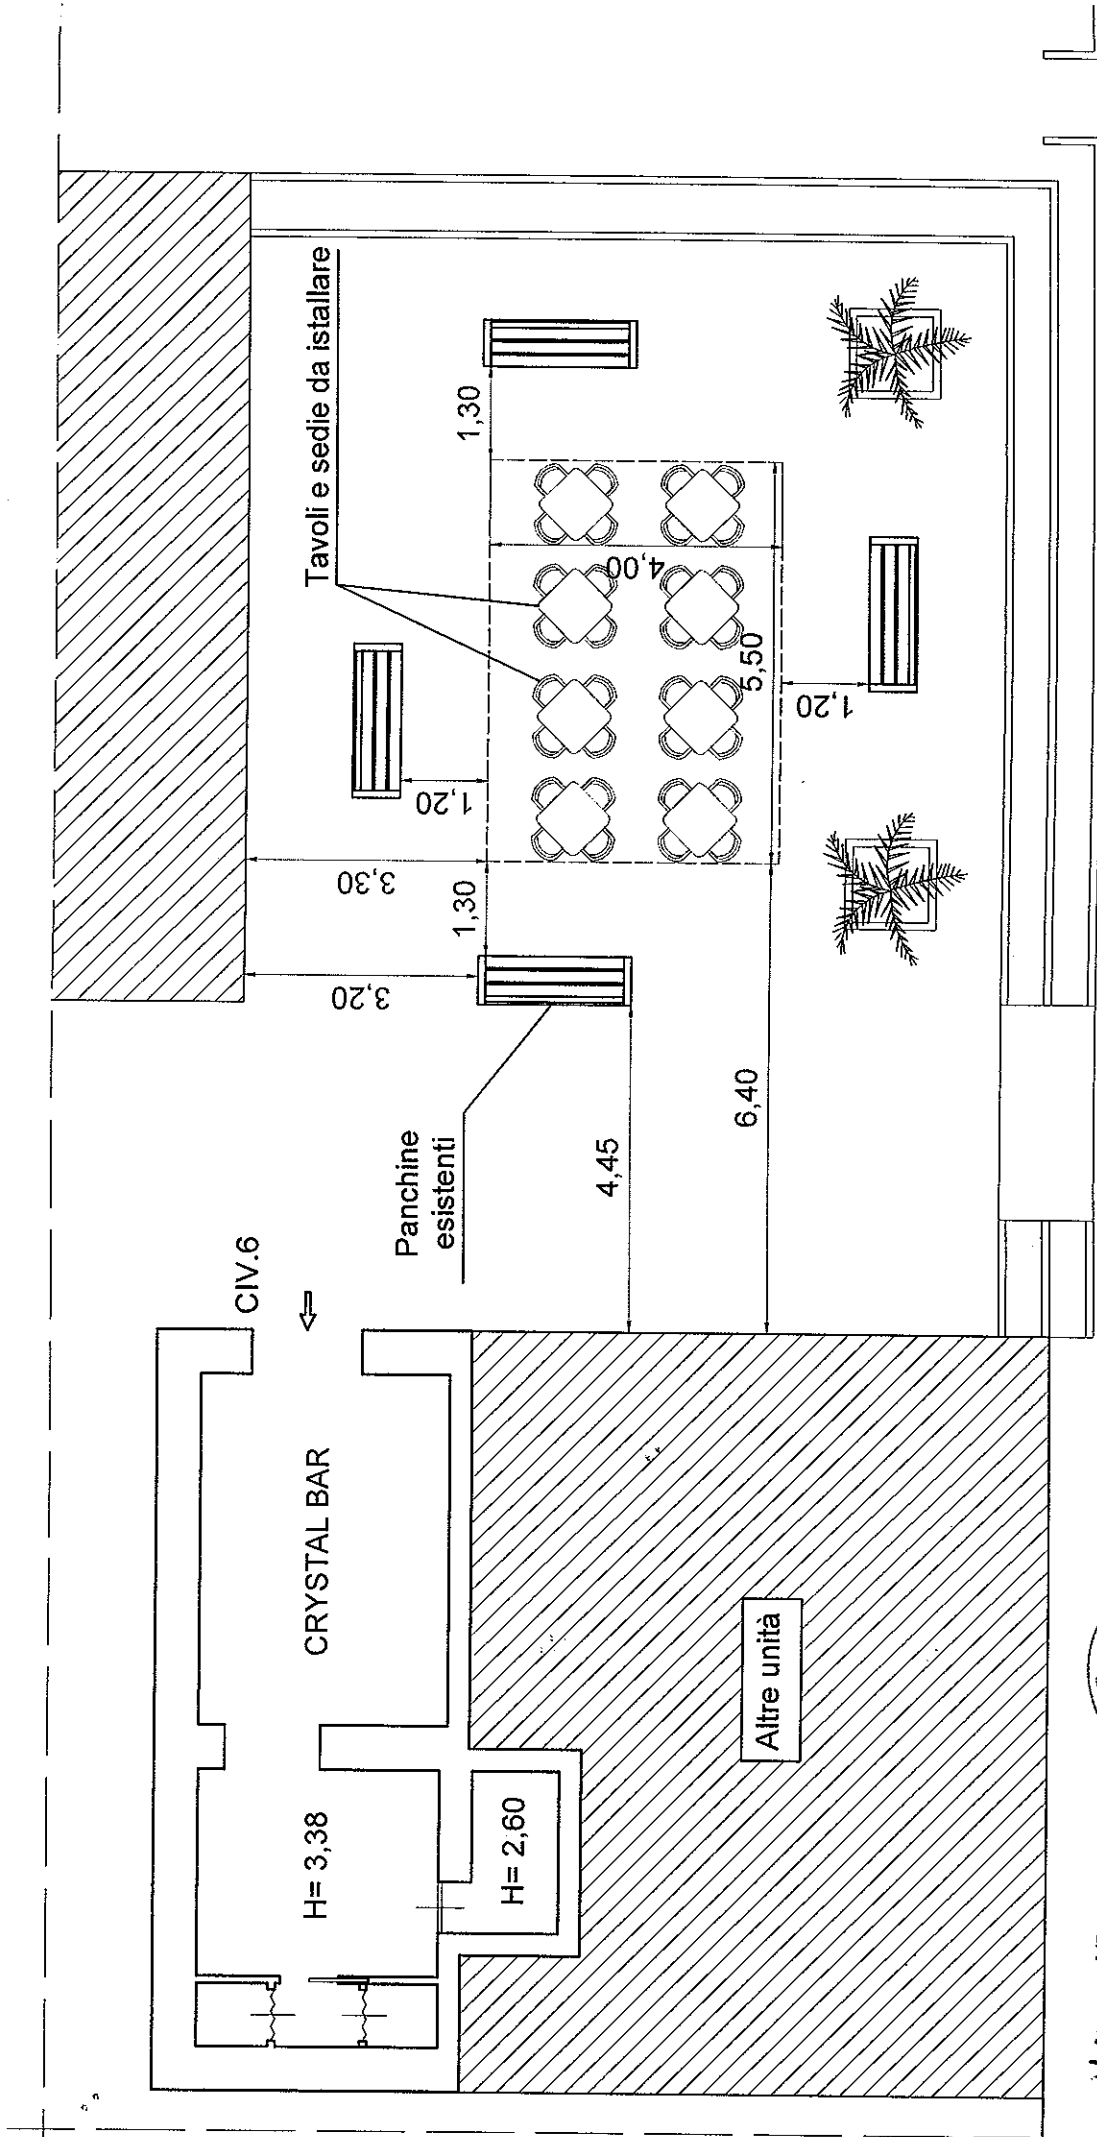 Tavoli e sedie da istallare
1,30
4,00
5,50
1,20
1,20
3,30
1,30
3,20
Panchine
esistenti
4,45
6,40
CIV.6
CRYSTAL BAR
H= 3,38
H= 2,60
Altre unità